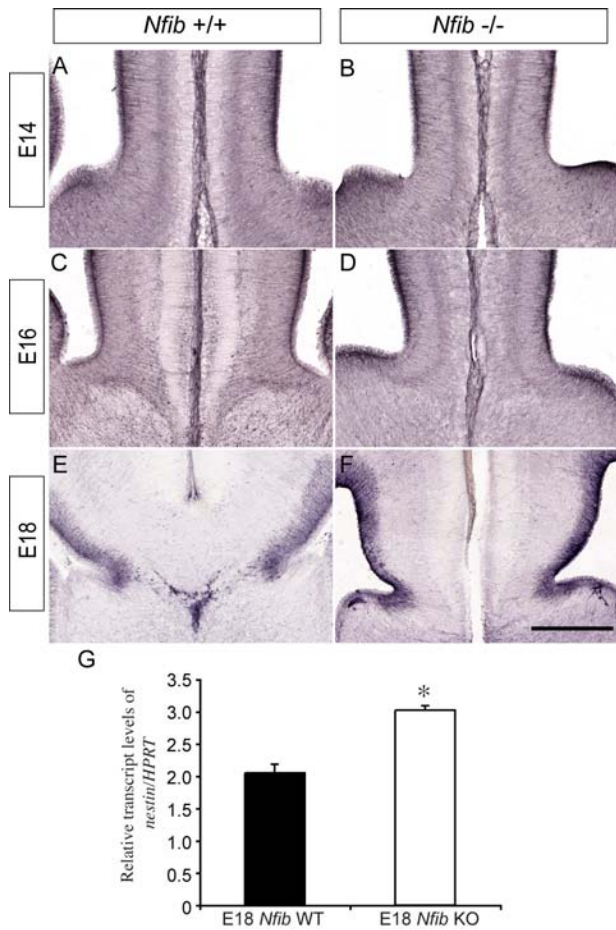 Nfib +/+
Nfib -/-
A
B
E14
C
D
E16
E
F
E18
G
Relative transcript levels of
nestin/HPRT
3.5
3.0
2.5
2.0
1.5
1.0
0.5
0
*
E18 Nfib WT
E18 Nfib KO